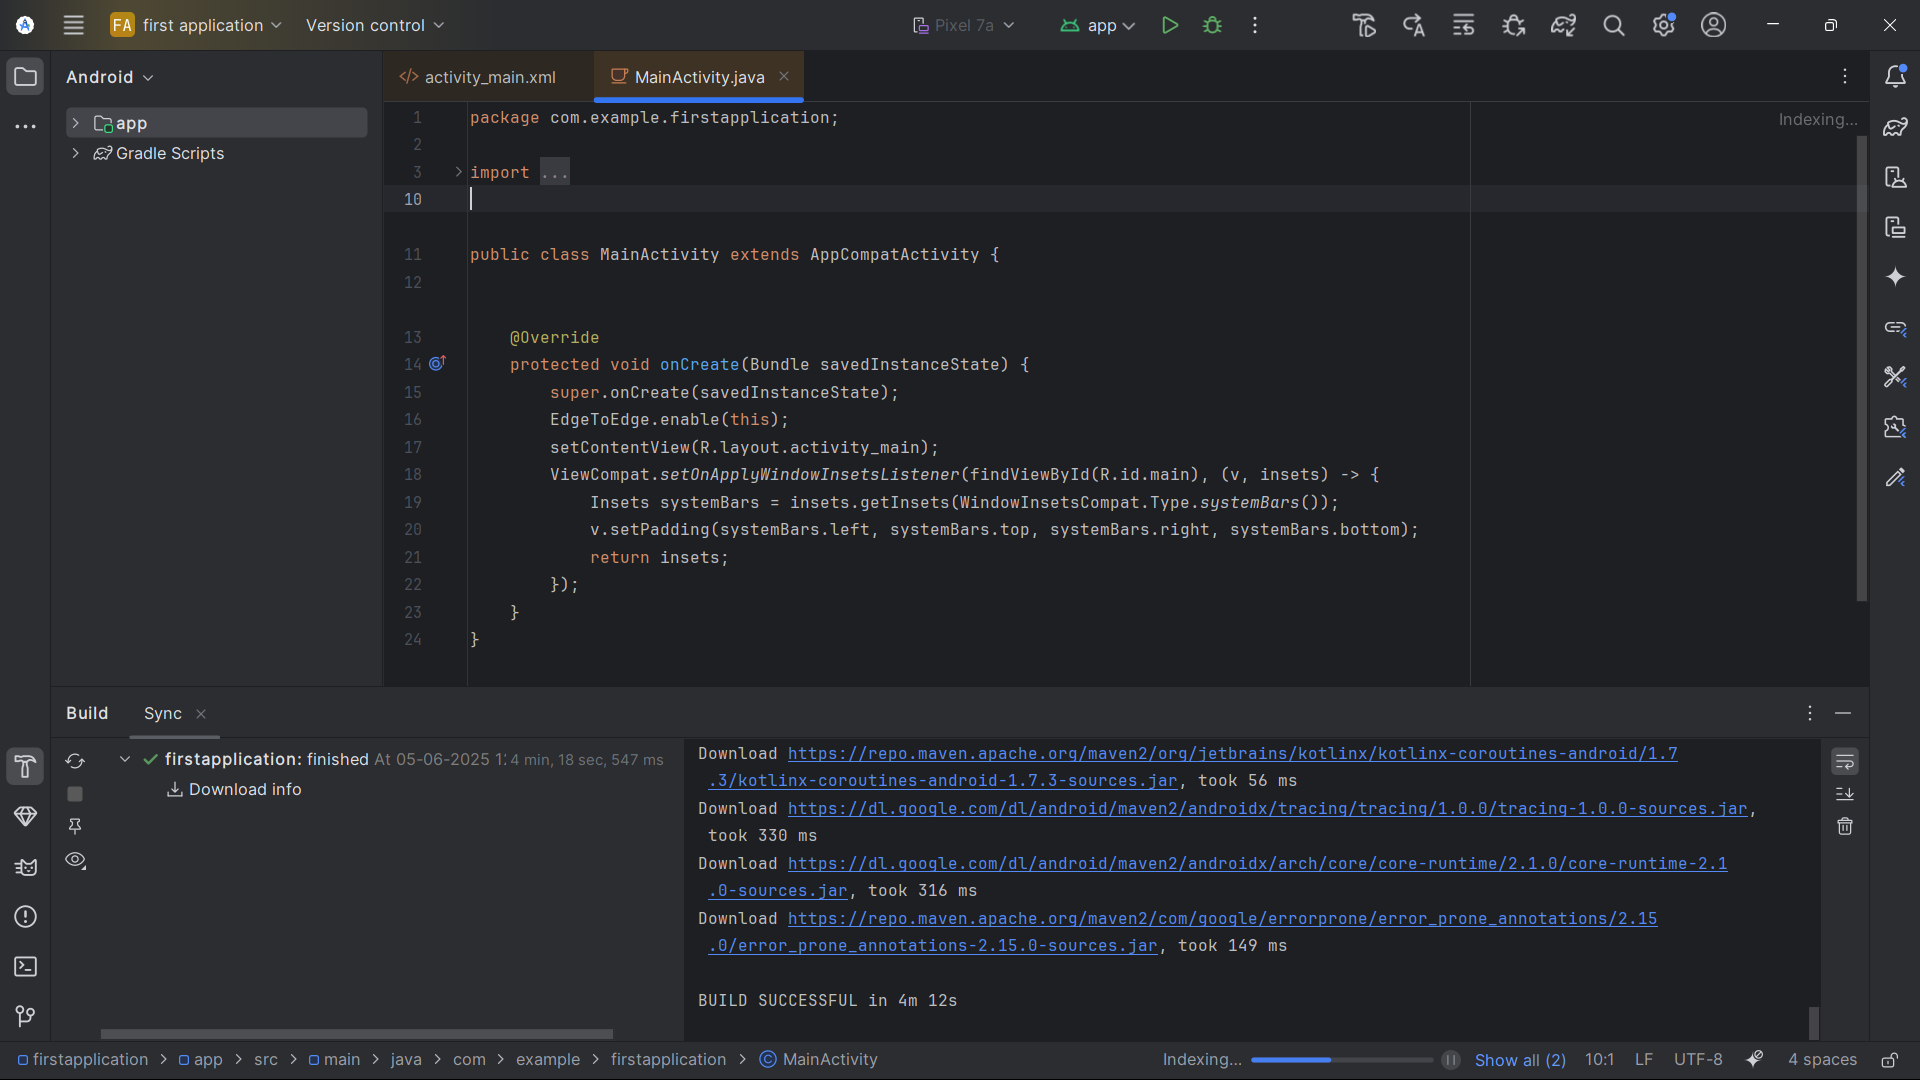 FA first application Version control Pixel 7a app
Android
app
Gradle Scripts
activity_main.xml MainActivity.java
Indexing...
1 package com.example.firstapplication;
2
3 import ...
10
11 public class MainActivity extends AppCompatActivity {
12
13 @Override
14 protected void onCreate(Bundle savedInstanceState) {
15 super.onCreate(savedInstanceState);
16 EdgeToEdge.enable(this);
17 setContentView(R.layout.activity_main);
18 ViewCompat.setOnApplyWindowInsetsListener(findViewById(R.id.main), (v, insets) -> {
19 Insets systemBars = insets.getInsets(WindowInsetsCompat.Type.systemBars());
20 v.setPadding(systemBars.left, systemBars.top, systemBars.right, systemBars.bottom);
21 return insets;
22 });
23 }
24 }
Build Sync
firstapplication: finished At 05-06-2025 1 4 min, 18 sec, 547 ms
Download info
Download https://repo.maven.apache.org/maven2/org/jetbrains/kotlinx/kotlinx-coroutines-android/1.7
.3/kotlinx-coroutines-android-1.7.3-sources.jar, took 56 ms
Download https://dl.google.com/dl/android/maven2/androidx/tracing/tracing/1.0.0/tracing-1.0.0-sources.jar,
took 330 ms
Download https://dl.google.com/dl/android/maven2/androidx/arch/core/core-runtime/2.1.0/core-runtime-2.1
.0-sources.jar, took 316 ms
Download https://repo.maven.apache.org/maven2/com/google/errorprone/error_prone_annotations/2.15
.0/error_prone_annotations-2.15.0-sources.jar, took 149 ms
BUILD SUCCESSFUL in 4m 12s
firstapplication > app > src > main > java > com > example > firstapplication > MainActivity
Indexing... Show all (2) 10:1 LF UTF-8 4 spaces